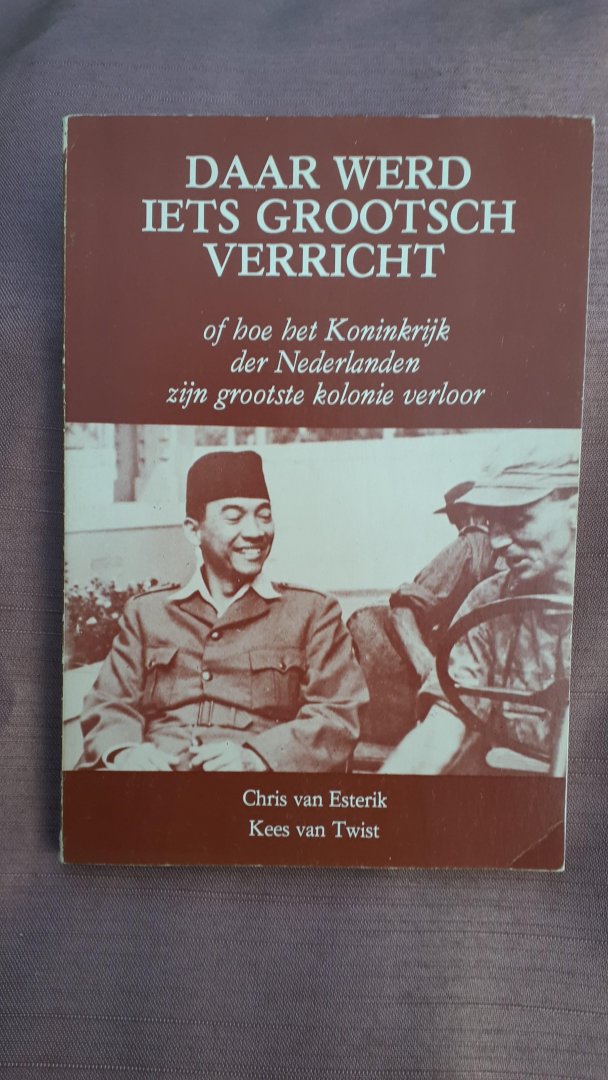 DAAR WERD
IETS GROOTSCH
VERRICHT
of hoe het Koninkrijk
der Nederlanden
zijn grootste kolonie verloor
Chris van Esterik
Kees van Twist